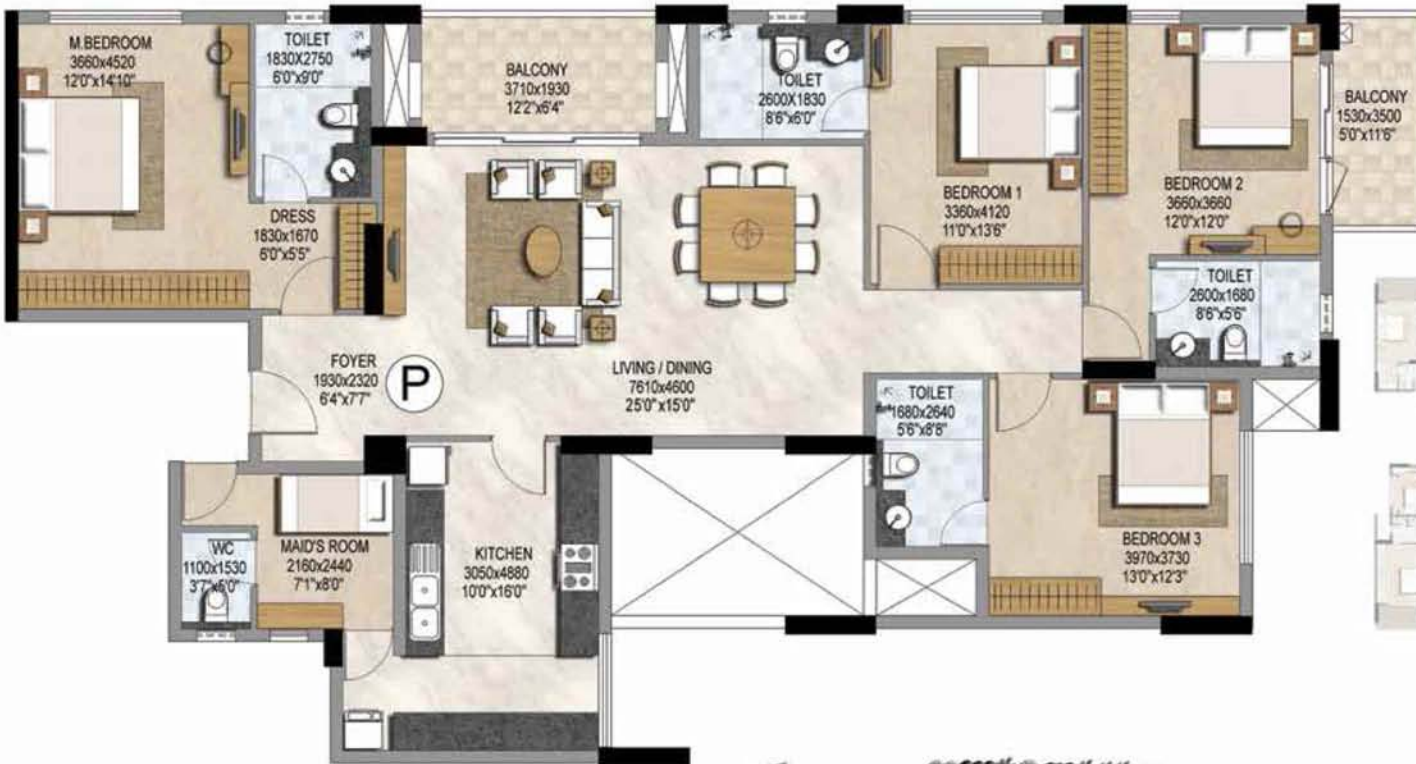 M.BEDROOM
3660x4520
12'0"x14'10"
TOILET
1830X2750
6'0"x9'0"
BALCONY
3710x1930
12'2"x6'4"
TOILET
2600X1830
8'6"x6'0"
BALCONY
1530x3500
5'0"x11'6"
BEDROOM 1
3360x4120
11'0"x13'6"
BEDROOM 2
3660x3660
12'0"x12'0"
DRESS
1830x1670
6'0"x5'5"
TOILET
2600x1680
8'6"x5'6"
FOYER
1930x2320
6'4"x7'7"
P
LIVING / DINING
7610x4600
25'0"x15'0"
TOILET
1680x2640
5'6"x8'8"
WC
1100x1530
3'7"x5'0"
MAID'S ROOM
2160x2440
7'1"x8'0"
KITCHEN
3050x4880
10'0"x16'0"
BEDROOM 3
3970x3730
13'0"x12'3"